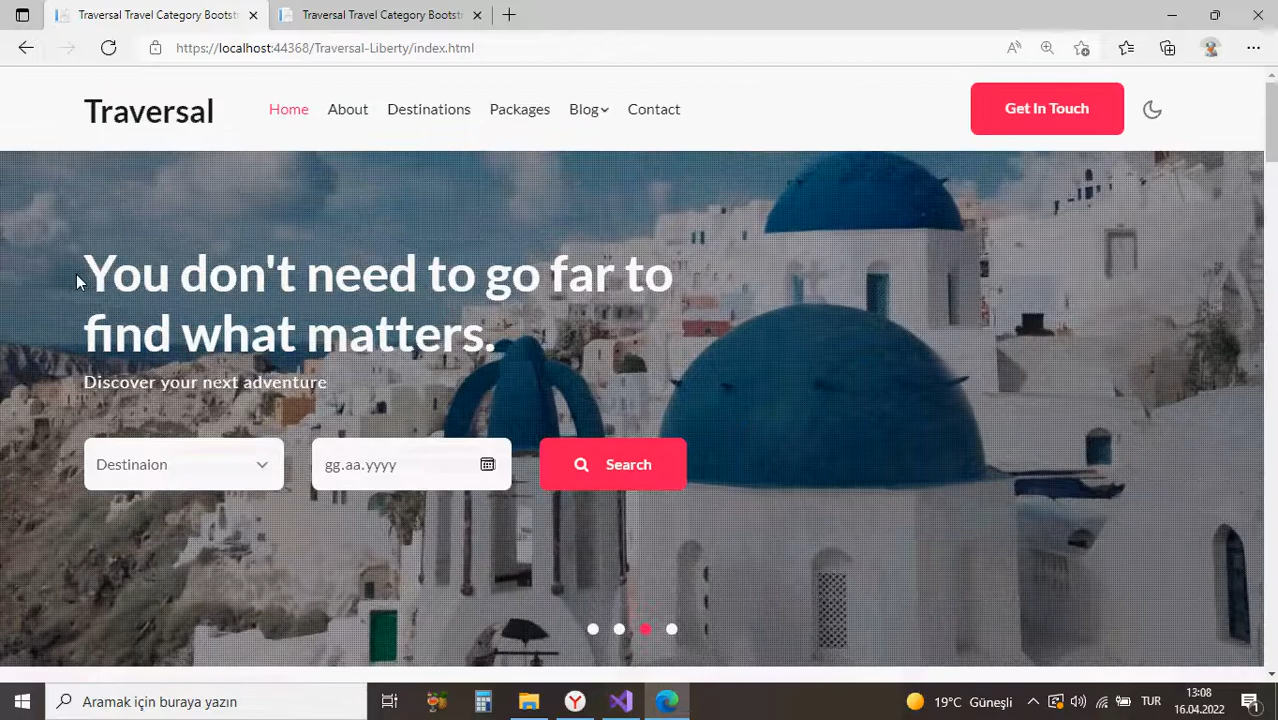 Traversal Travel Category Bootst
Traversal Travel Category Bootst
https://localhost:44368/Traversal-Liberty/index.html
Traversal
Home
About
Destinations
Packages
Blog
Contact
Get In Touch
You don't need to go far to
find what matters.
Discover your next adventure
Destinaion
gg.aa.yyyy
Search
Aramak için buraya yazın
19°C Güneşli
TUR
13:08
16.04.2022
1